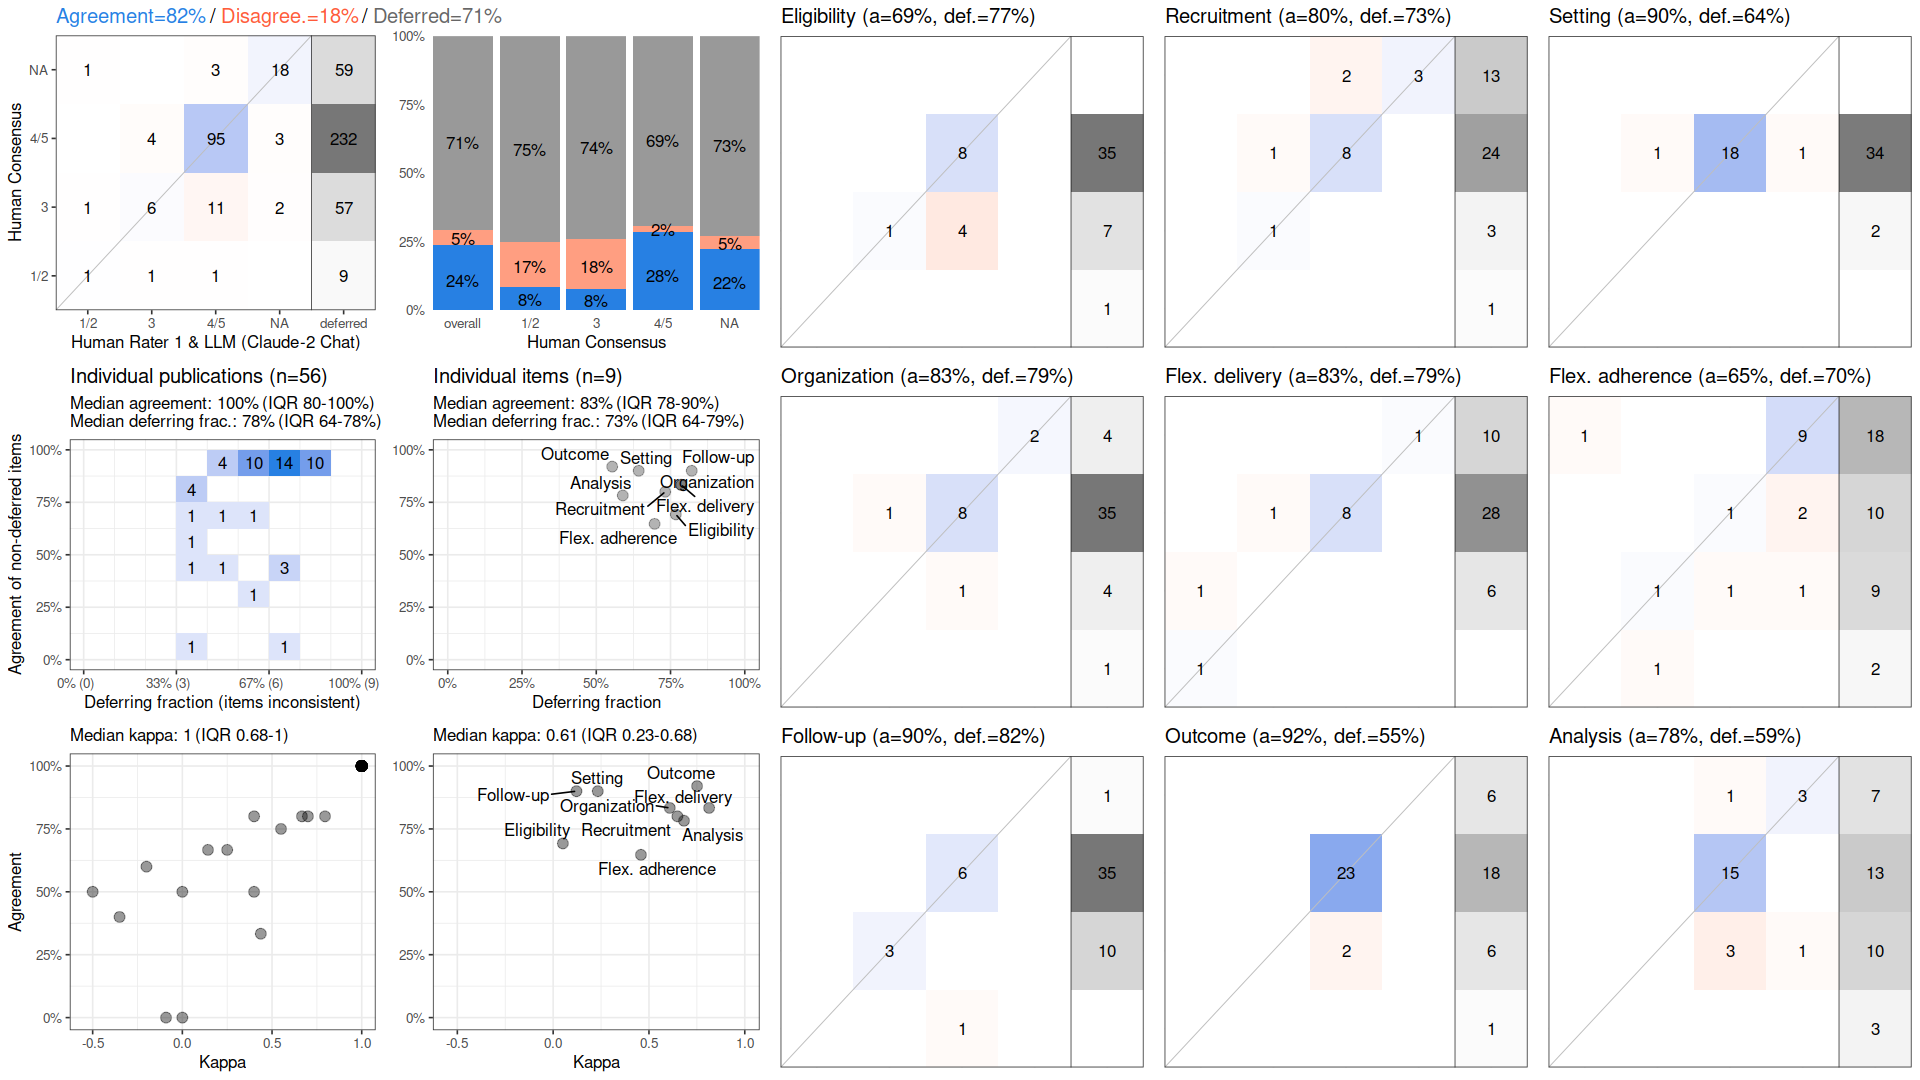 Agreement=82% / Disagree.=18% / Deferred=71%
NA 1 3 18 59
4/5 4 95 3 232
3 1 6 11 2 57
1/2 1 1 1 9
1/2 3 4/5 NA deferred
Human Consensus
Human Rater 1 & LLM (Claude-2 Chat)
100%
75%
50%
25%
0%
71% 75% 74% 69% 73%
5% 17% 18% 2% 5%
24% 8% 8% 28% 22%
overall 1/2 3 4/5 NA
Human Consensus
Eligibility (a=69%, def.=77%)
8 35
1 4 7
1
Recruitment (a=80%, def.=73%)
2 3 13
1 8 24
1 3
1
Setting (a=90%, def.=64%)
1 18 1 34
2
Individual publications (n=56)
Median agreement: 100% (IQR 80-100%)
Median deferring frac.: 78% (IQR 64-78%)
Agreement of non-deferred items
100%
75%
50%
25%
0%
4 10 14 10
4
1 1 1
1
1 1 3
1
1 1
0% (0) 33% (3) 67% (6) 100% (9)
Deferring fraction (items inconsistent)
Individual items (n=9)
Median agreement: 83% (IQR 78-90%)
Median deferring frac.: 73% (IQR 64-79%)
100%
75%
50%
25%
0%
Outcome Setting Follow-up
Analysis Organization
Recruitment Flex. delivery
Flex. adherence Eligibility
0% 25% 50% 75% 100%
Deferring fraction
Organization (a=83%, def.=79%)
2 4
1 8 35
1 4
1
Flex. delivery (a=83%, def.=79%)
1 10
1 8 28
1 6
1
Flex. adherence (a=65%, def.=70%)
1 9 18
1 2 10
1 1 1 9
1 2
Median kappa: 1 (IQR 0.68-1)
Agreement
100%
75%
50%
25%
0%
-0.5 0.0 0.5 1.0
Kappa
Median kappa: 0.61 (IQR 0.23-0.68)
100%
75%
50%
25%
0%
Setting Outcome
Follow-up Flex. delivery
Organization
Eligibility Recruitment Analysis
Flex. adherence
-0.5 0.0 0.5 1.0
Kappa
Follow-up (a=90%, def.=82%)
1
6 35
3 10
1
Outcome (a=92%, def.=55%)
6
23 18
2 6
1
Analysis (a=78%, def.=59%)
1 3 7
15 13
3 1 10
3